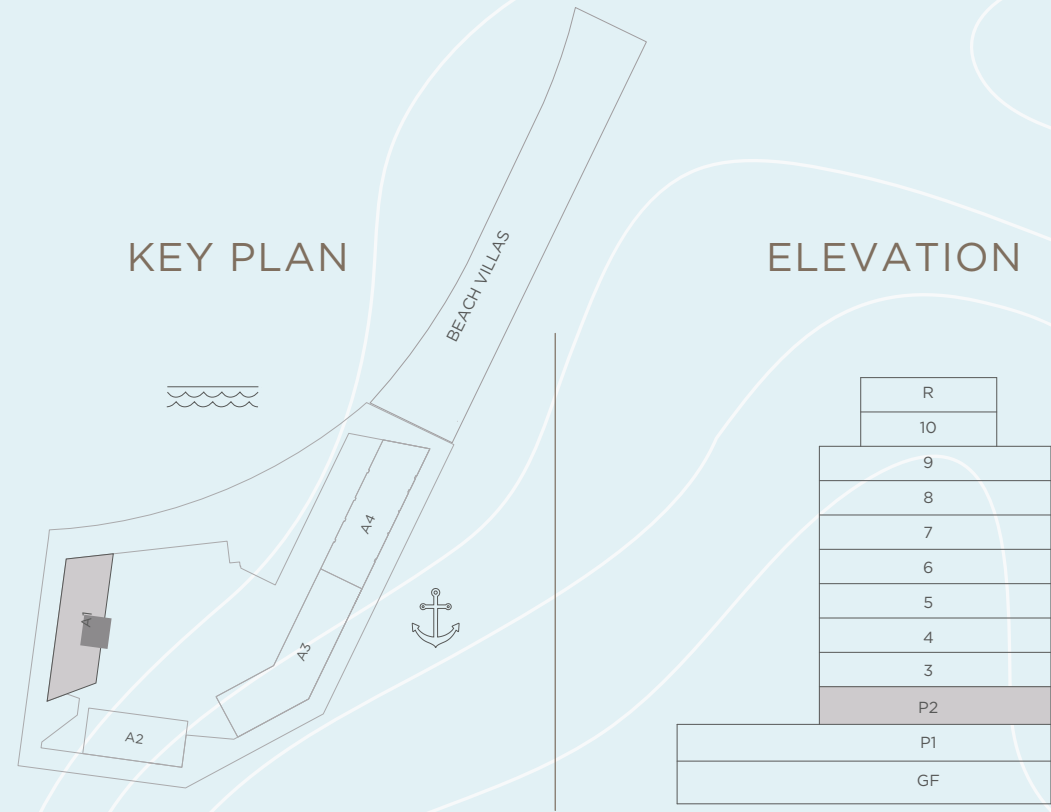 KEY PLAN
BEACH VILLAS
A4
A3
A1
A2
ELEVATION
R
10
9
8
7
6
5
4
3
P2
P1
GF